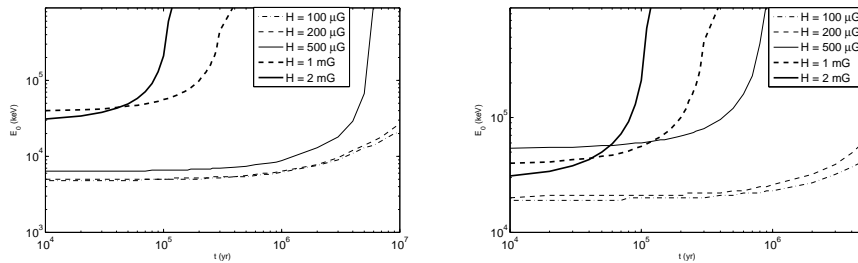 H = 100 μG
H = 200 μG
H = 500 μG
H = 1 mG
H = 2 mG
10^5
10^4
10^3
E_0 (keV)
10^4
10^5
10^6
10^7
t (yr)
H = 100 μG
H = 200 μG
H = 500 μG
H = 1 mG
H = 2 mG
10^5
E_0 (keV)
10^4
10^5
10^6
t (yr)